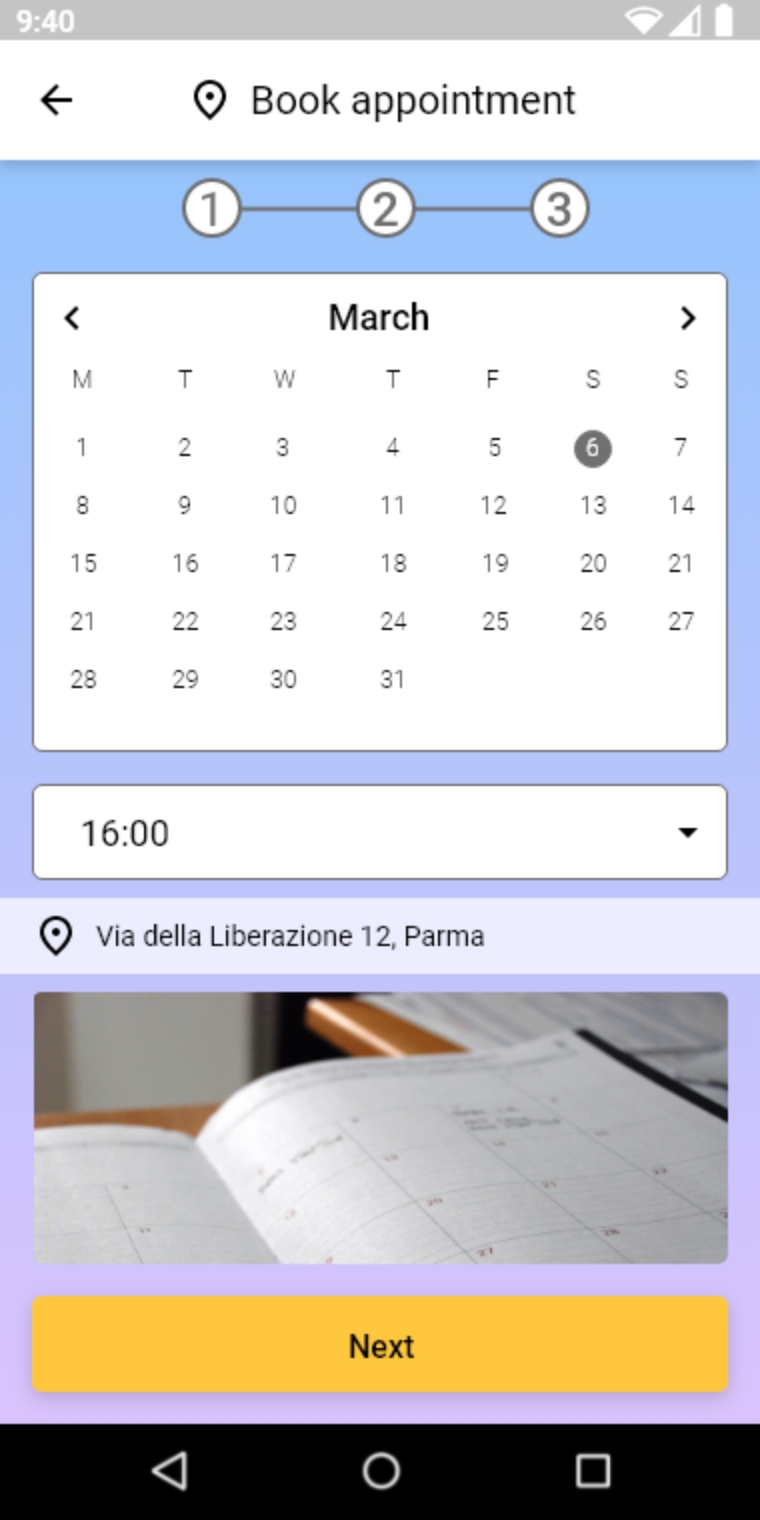 9:40
Book appointment
1 2 3
March
M T W T F S S
1 2 3 4 5 6 7
8 9 10 11 12 13 14
15 16 17 18 19 20 21
21 22 23 24 25 26 27
28 29 30 31
16:00
Via della Liberazione 12, Parma
Next